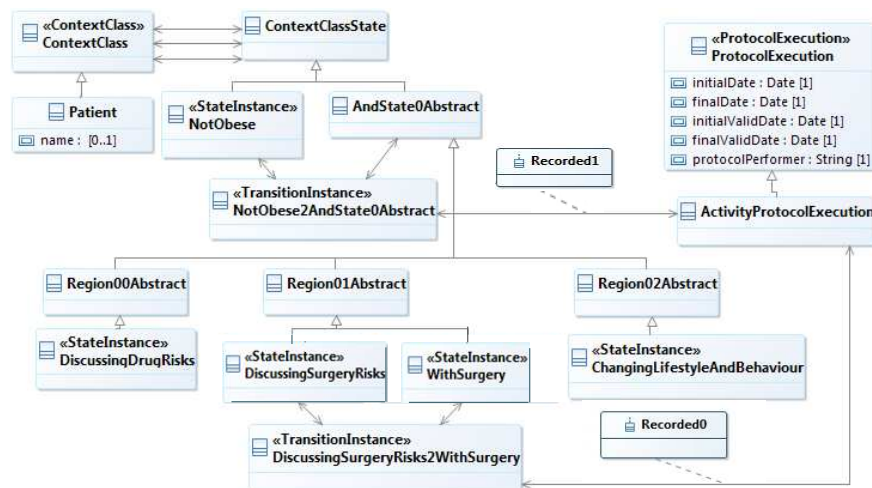 «ContextClass»
ContextClass
ContextClassState
«ProtocolExecution»
ProtocolExecution
initialDate : Date [1]
finalDate : Date [1]
initialValidDate : Date [1]
finalValidDate : Date [1]
protocolPerformer : String [1]
Patient
name : [0..1]
«StateInstance»
NotObese
AndState0Abstract
Recorded1
«TransitionInstance»
NotObese2AndState0Abstract
ActivityProtocolExecution
Region00Abstract
Region01Abstract
Region02Abstract
«StateInstance»
DiscussingDrugRisks
«StateInstance»
DiscussingSurgeryRisks
«StateInstance»
WithSurgery
«StateInstance»
ChangingLifestyleAndBehaviour
Recorded0
«TransitionInstance»
DiscussingSurgeryRisks2WithSurgery